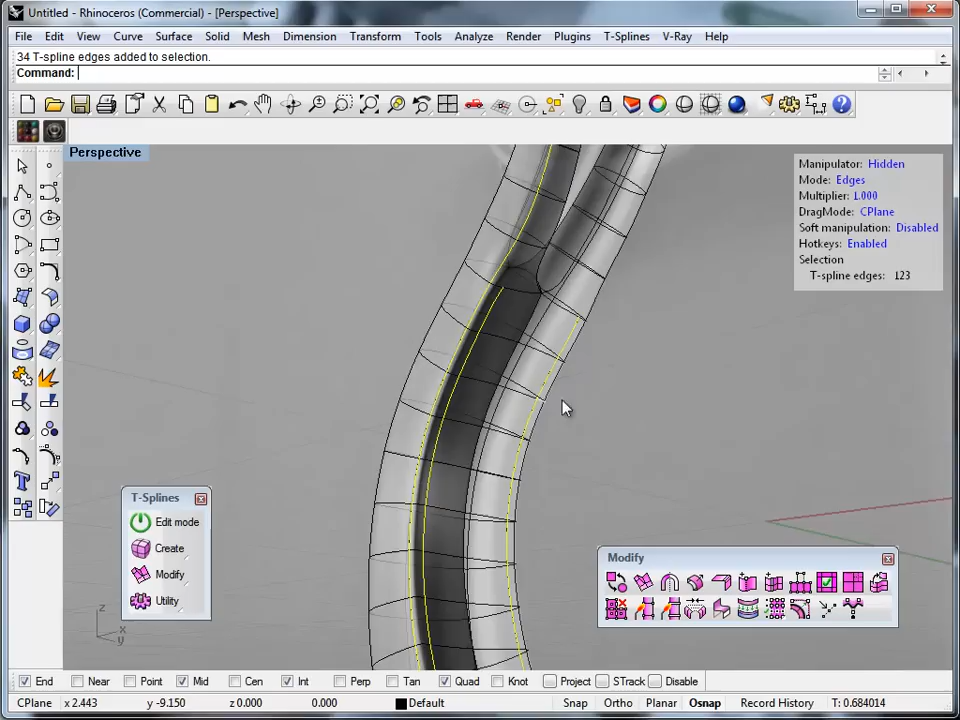 Untitled - Rhinoceros (Commercial) - [Perspective]
File Edit View Curve Surface Solid Mesh Dimension Transform Tools Analyze Render Plugins T-Splines V-Ray Help
34 T-spline edges added to selection.
Command:
Perspective
Manipulator: Hidden
Mode: Edges
Multiplier: 1.000
DragMode: CPlane
Soft manipulation: Disabled
Hotkeys: Enabled
Selection
T-spline edges: 123
T-Splines
Edit mode
Create
Modify
Utility
Modify
z
x
y
End Near Point Mid Cen Int Perp Tan Quad Knot Project STrack Disable
CPlane x 2.443 y -9.150 z 0.000 0.000 Default Snap Ortho Planar Osnap Record History T: 0.684014